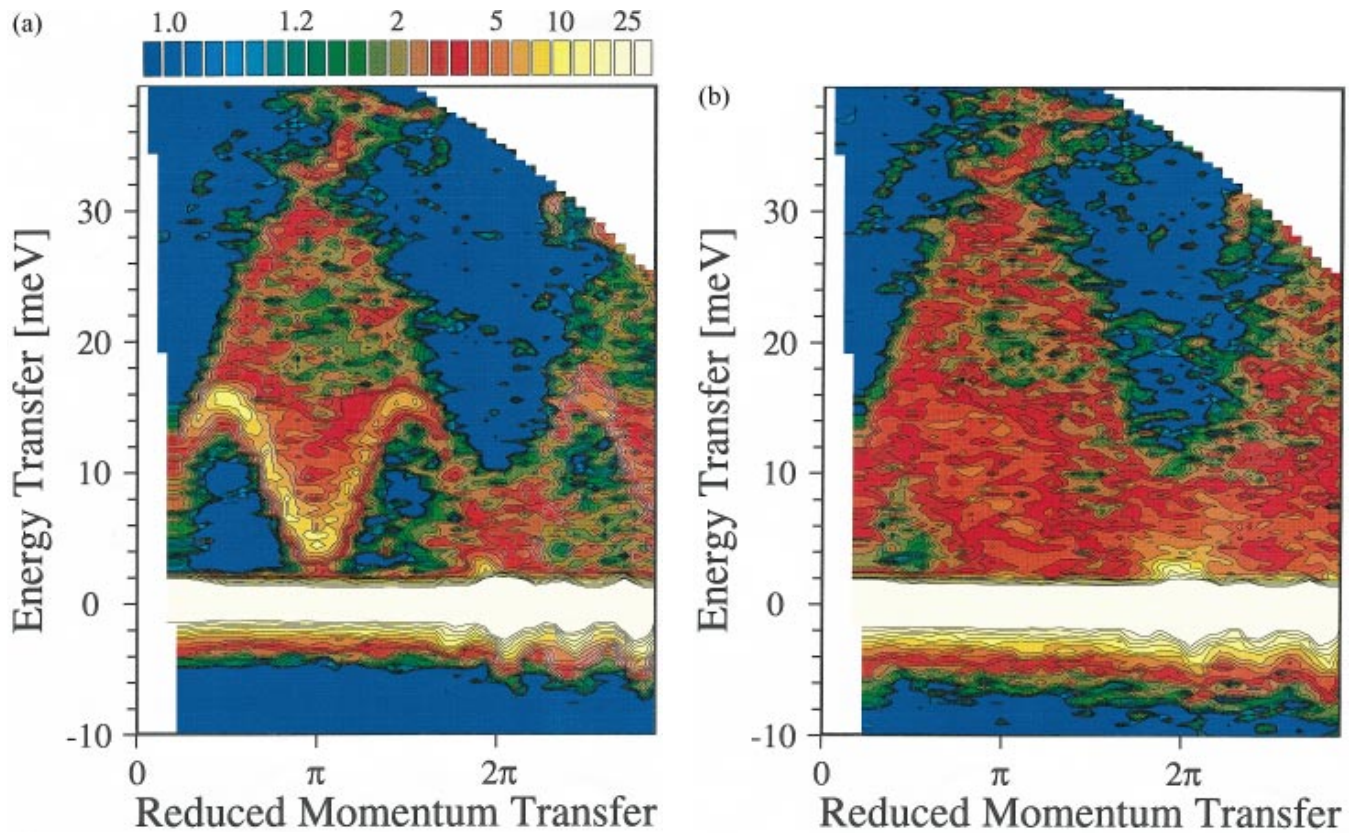 (a)
1.0 1.2 2 5 10 25
Energy Transfer [meV]
30
20
10
0
-10
0 π 2π
Reduced Momentum Transfer
(b)
Energy Transfer [meV]
30
20
10
0
-10
0 π 2π
Reduced Momentum Transfer